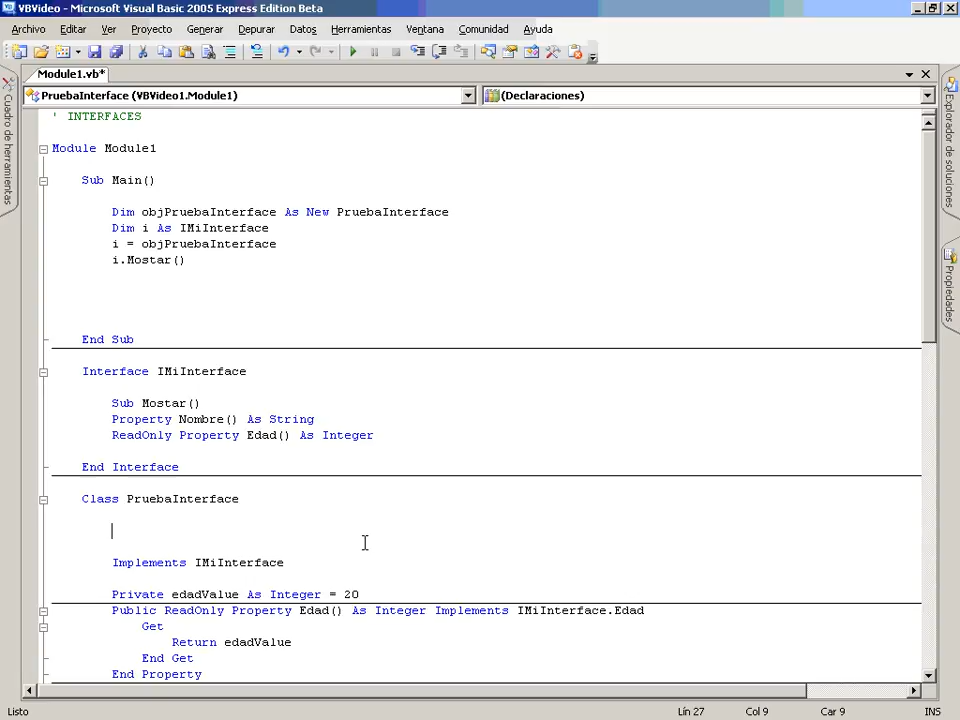 VBVideo - Microsoft Visual Basic 2005 Express Edition Beta
Archivo Editar Ver Proyecto Generar Depurar Datos Herramientas Ventana Comunidad Ayuda
Module1.vb*
PruebaInterface (VBVideo1.Module1) (Declaraciones)
Cuadro de herramientas
Explorador de soluciones
Propiedades
' INTERFACES
Module Module1
Sub Main()
Dim objPruebaInterface As New PruebaInterface
Dim i As IMiInterface
i = objPruebaInterface
i.Mostar()
End Sub
Interface IMiInterface
Sub Mostar()
Property Nombre() As String
ReadOnly Property Edad() As Integer
End Interface
Class PruebaInterface
Implements IMiInterface
Private edadValue As Integer = 20
Public ReadOnly Property Edad() As Integer Implements IMiInterface.Edad
Get
Return edadValue
End Get
End Property
Listo Lín 27 Col 9 Car 9 INS